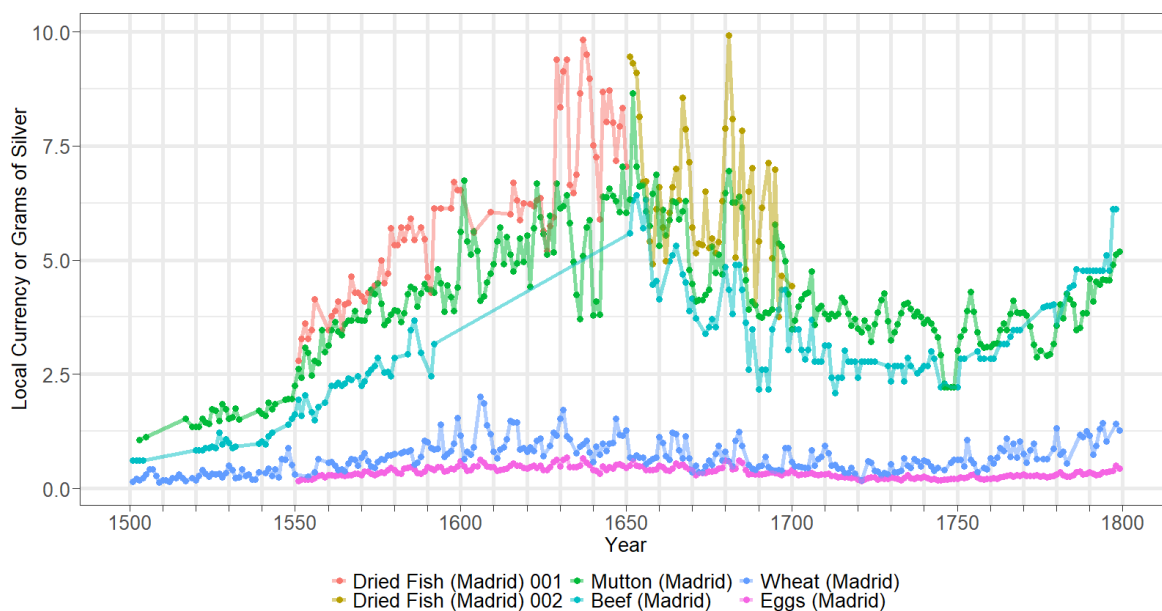 Local Currency or Grams of Silver
10.0
7.5
5.0
2.5
0.0
1500 1550 1600 1650 1700 1750 1800
Year
Dried Fish (Madrid) 001 Mutton (Madrid) Wheat (Madrid)
Dried Fish (Madrid) 002 Beef (Madrid) Eggs (Madrid)